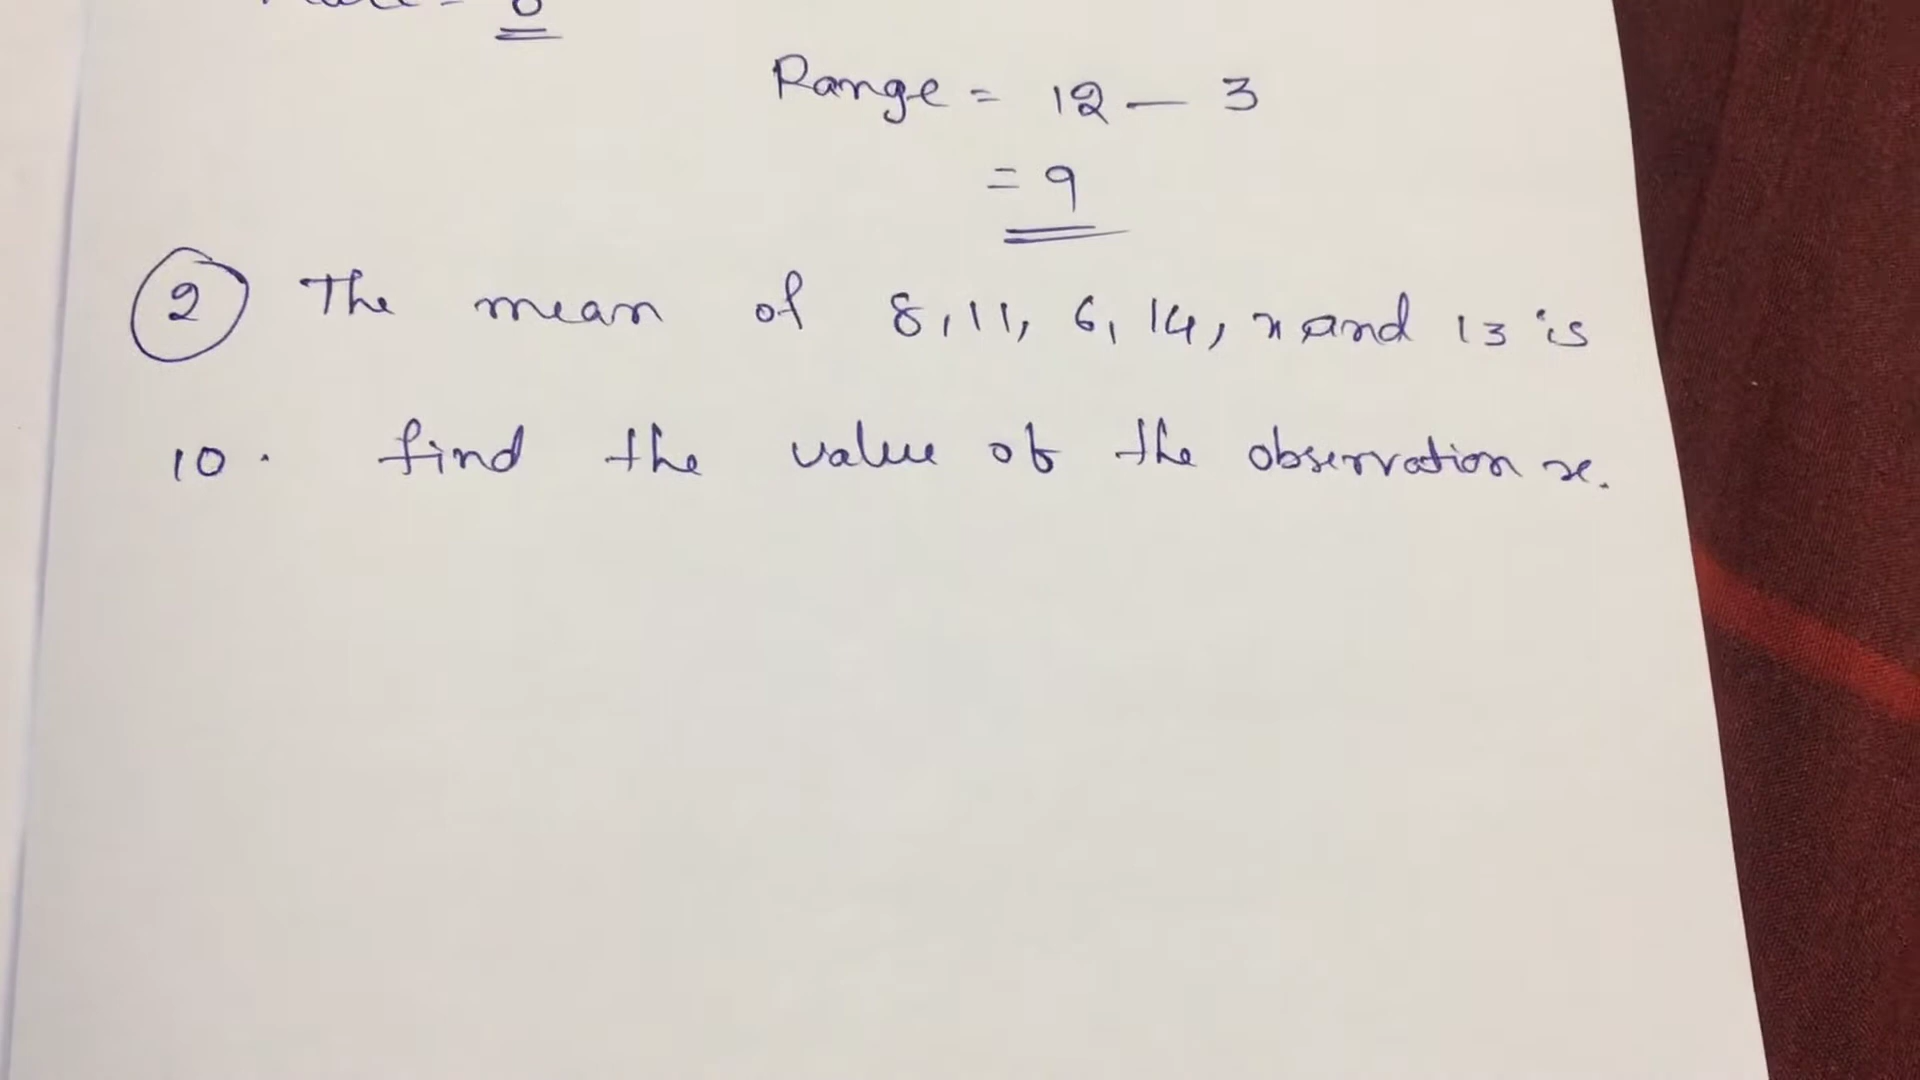 Range = 12 - 3
= 9
2 The mean of 8, 11, 6, 14, x and 13 is
10. find the value of the observation x.